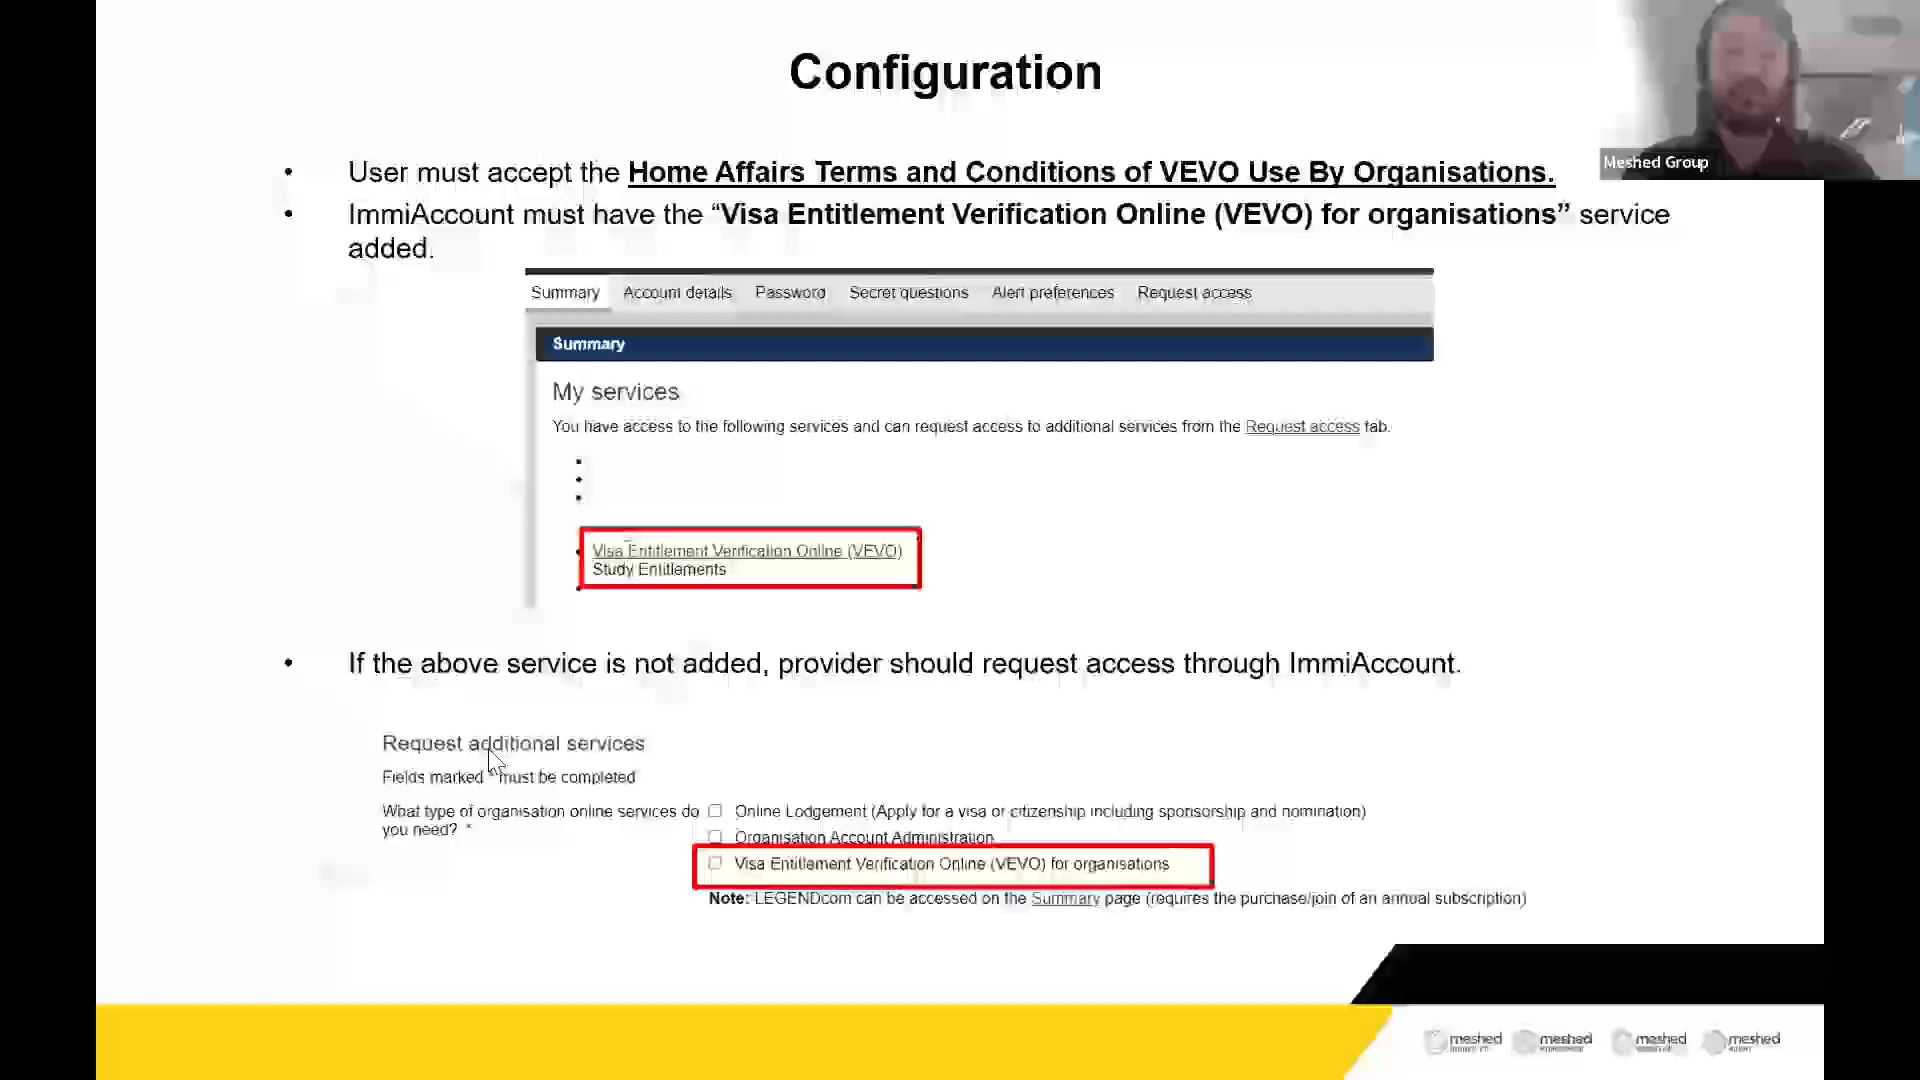 Configuration
Meshed Group
• User must accept the Home Affairs Terms and Conditions of VEVO Use By Organisations.
• ImmiAccount must have the “Visa Entitlement Verification Online (VEVO) for organisations” service
added.
Summary Account details Password Secret questions Alert preferences Request access
Summary
My services
You have access to the following services and can request access to additional services from the Request access tab.
Visa Entitlement Verification Online (VEVO)
Study Entitlements
• If the above service is not added, provider should request access through ImmiAccount.
Request additional services
Fields marked * must be completed
What type of organisation online services do
you need? *
Online Lodgement (Apply for a visa or citizenship including sponsorship and nomination)
Organisation Account Administration
Visa Entitlement Verification Online (VEVO) for organisations
Note: LEGENDcom can be accessed on the Summary page (requires the purchase/join of an annual subscription)
meshed meshed meshed meshed